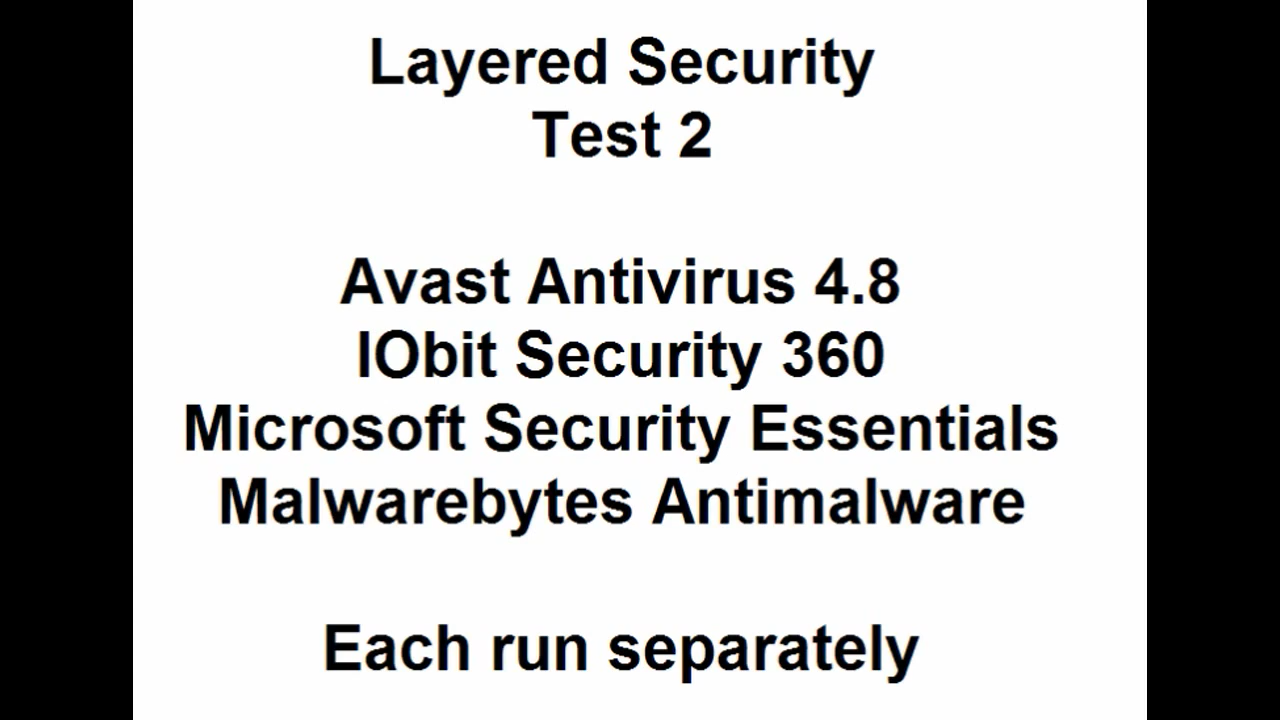 Layered Security
Test 2
Avast Antivirus 4.8
IObit Security 360
Microsoft Security Essentials
Malwarebytes Antimalware
Each run separately